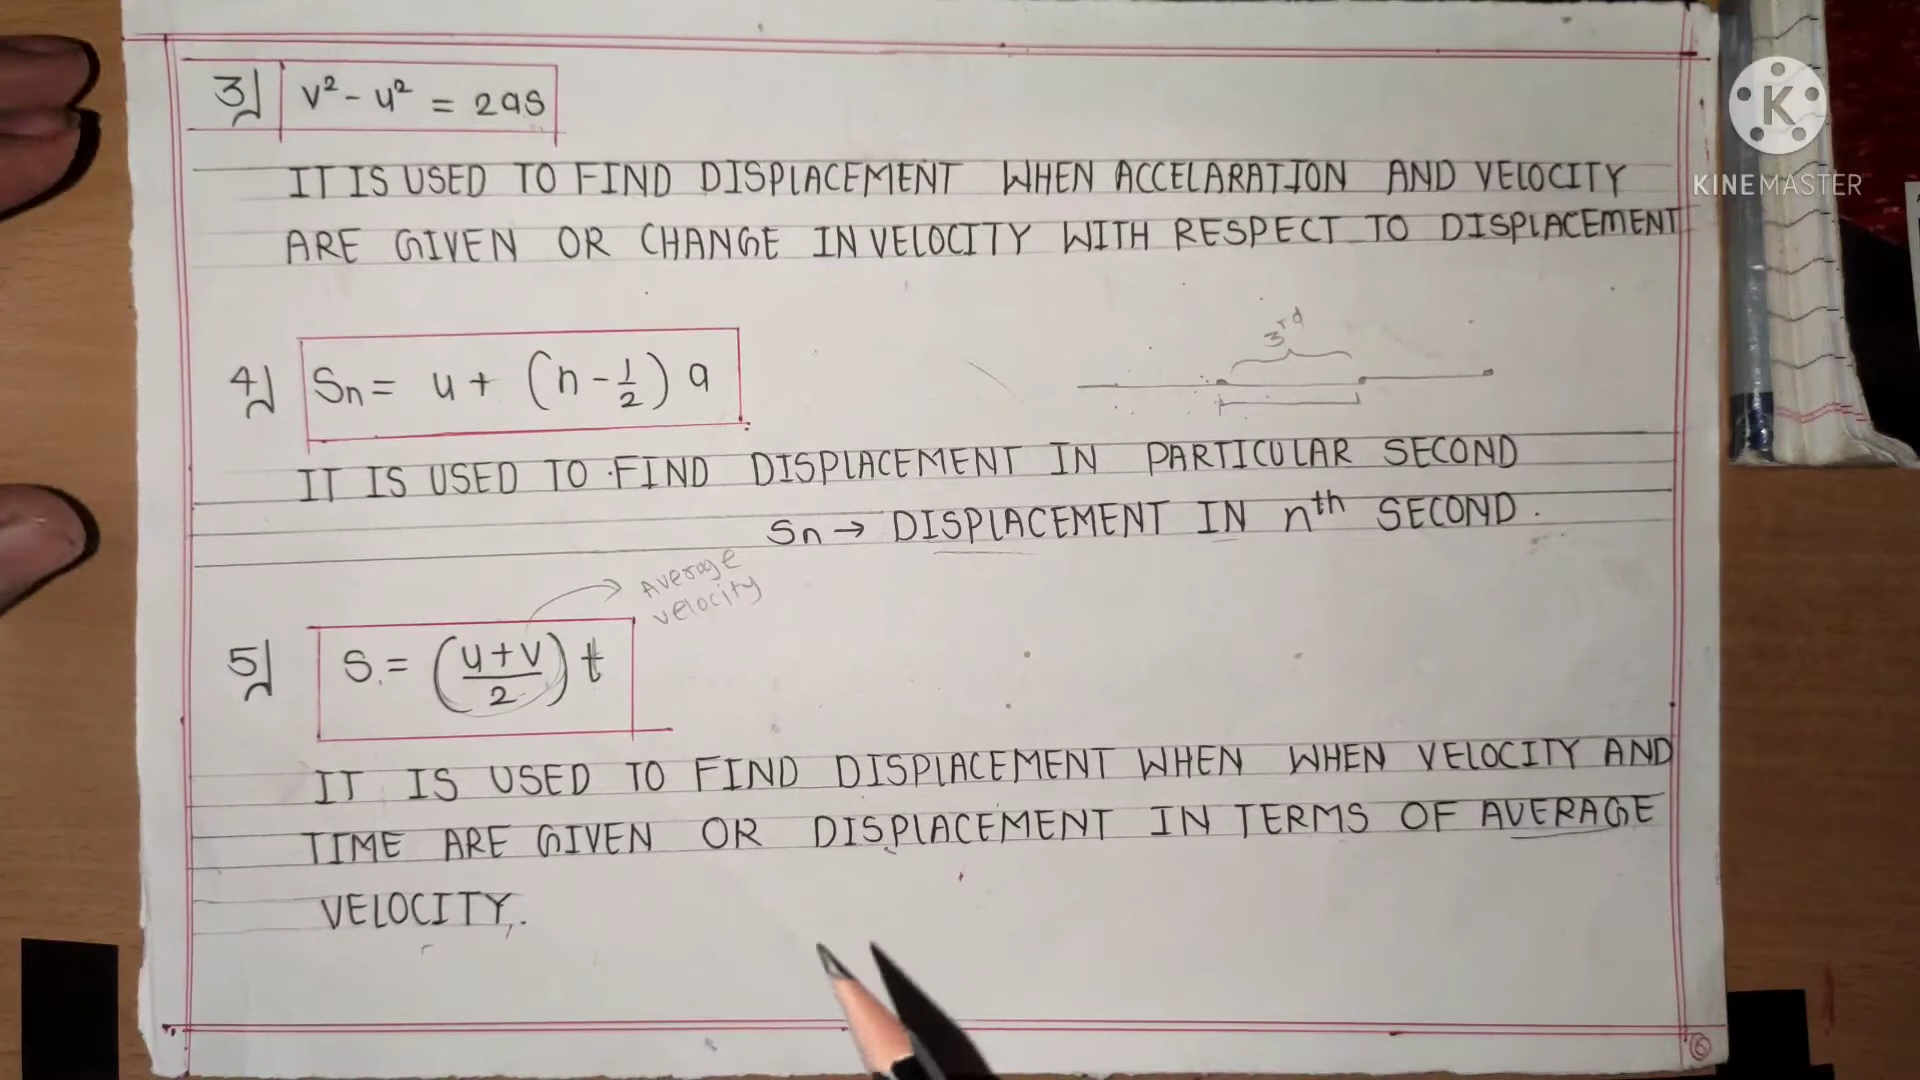 3) v² - u² = 2as
IT IS USED TO FIND DISPLACEMENT WHEN ACCELARATION AND VELOCITY
ARE GIVEN OR CHANGE IN VELOCITY WITH RESPECT TO DISPLACEMENT
3rd
4) Sn = u + (n - 1/2) a
IT IS USED TO FIND DISPLACEMENT IN PARTICULAR SECOND
Sn → DISPLACEMENT IN nth SECOND.
Average
velocity
5) S = (u+v/2) t
IT IS USED TO FIND DISPLACEMENT WHEN WHEN VELOCITY AND
TIME ARE GIVEN OR DISPLACEMENT IN TERMS OF AVERAGE
VELOCITY.
6
K
KINEMASTER